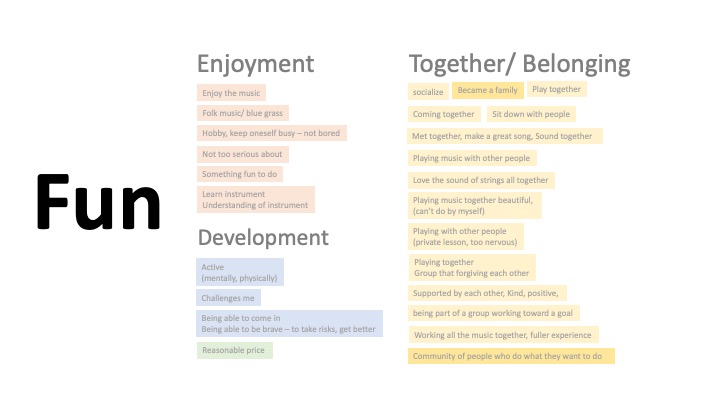 Fun
Enjoyment
Enjoy the music
Folk music/ blue grass
Hobby, keep oneself busy – not bored
Not too serious about
Something fun to do
Learn instrument
Understanding of instrument
Development
Active
(mentally, physically)
Challenges me
Being able to come in
Being able to be brave – to take risks, get better
Reasonable price
Together/ Belonging
socialize
Became a family
Play together
Coming together
Sit down with people
Met together, make a great song, Sound together
Playing music with other people
Love the sound of strings all together
Playing music together beautiful,
(can't do by myself)
Playing with other people
(private lesson, too nervous)
Playing together
Group that forgiving each other
Supported by each other, Kind, positive,
being part of a group working toward a goal
Working all the music together, fuller experience
Community of people who do what they want to do